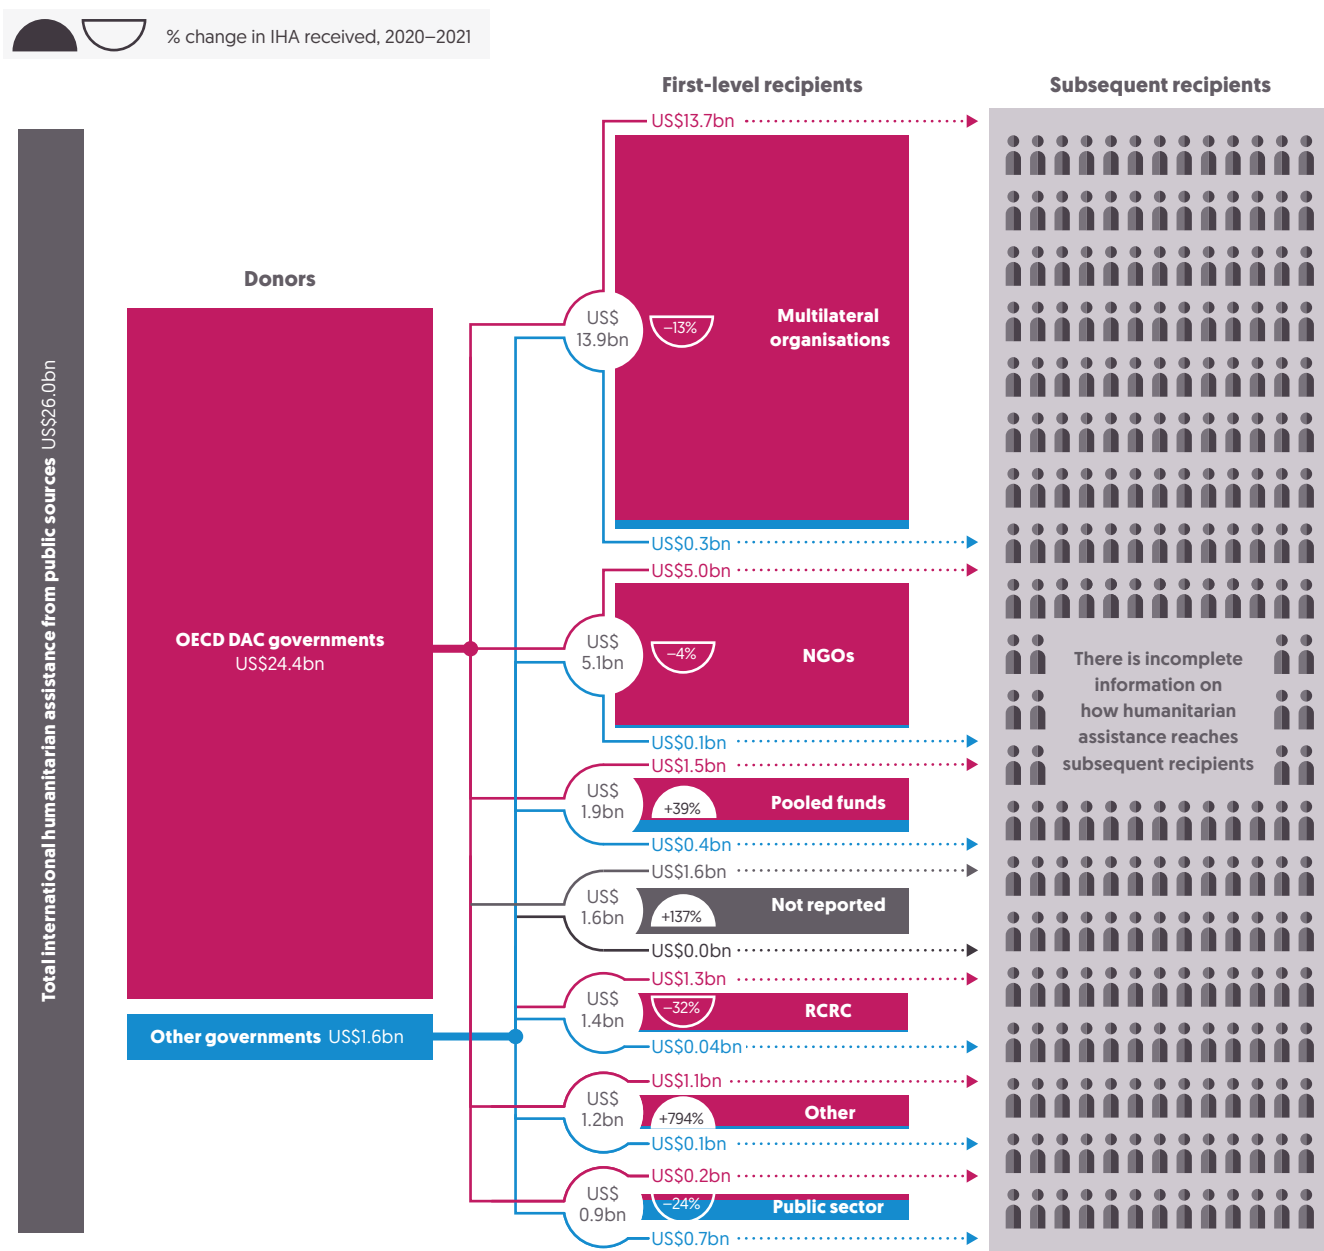 % change in IHA received, 2020–2021
First-level recipients
Subsequent recipients
Total international humanitarian assistance from public sources US$26.0bn
Donors
OECD DAC governments
US$24.4bn
Other governments US$1.6bn
US$13.7bn
US$
13.9bn
–13%
Multilateral
organisations
US$0.3bn
US$5.0bn
US$
5.1bn
–4%
NGOs
US$0.1bn
US$1.5bn
US$
1.9bn
+39%
Pooled funds
US$0.4bn
US$1.6bn
US$
1.6bn
+137%
Not reported
US$0.0bn
US$1.3bn
US$
1.4bn
–32%
RCRC
US$0.04bn
US$1.1bn
US$
1.2bn
+794%
Other
US$0.1bn
US$0.2bn
US$
0.9bn
–24%
Public sector
US$0.7bn
There is incomplete
information on
how humanitarian
assistance reaches
subsequent recipients